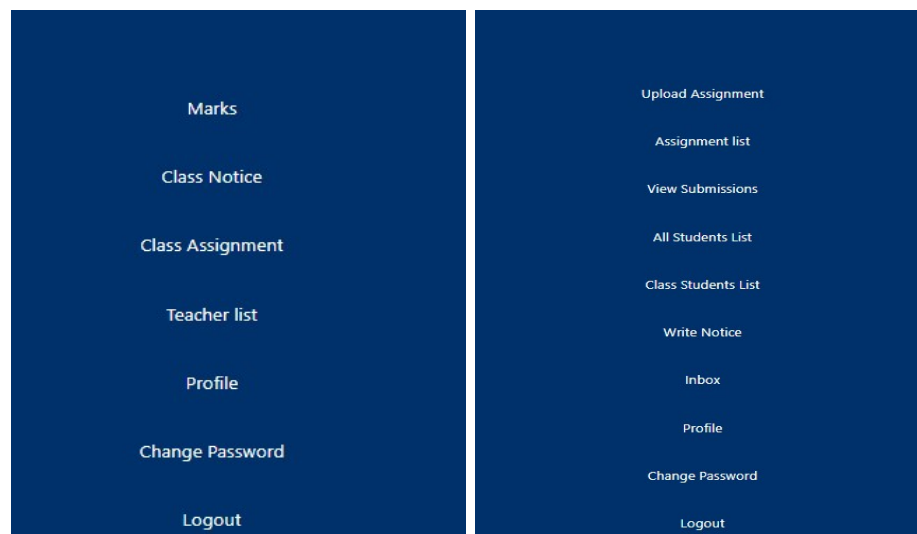 Marks
Class Notice
Class Assignment
Teacher list
Profile
Change Password
Logout
Upload Assignment
Assignment list
View Submissions
All Students List
Class Students List
Write Notice
Inbox
Profile
Change Password
Logout